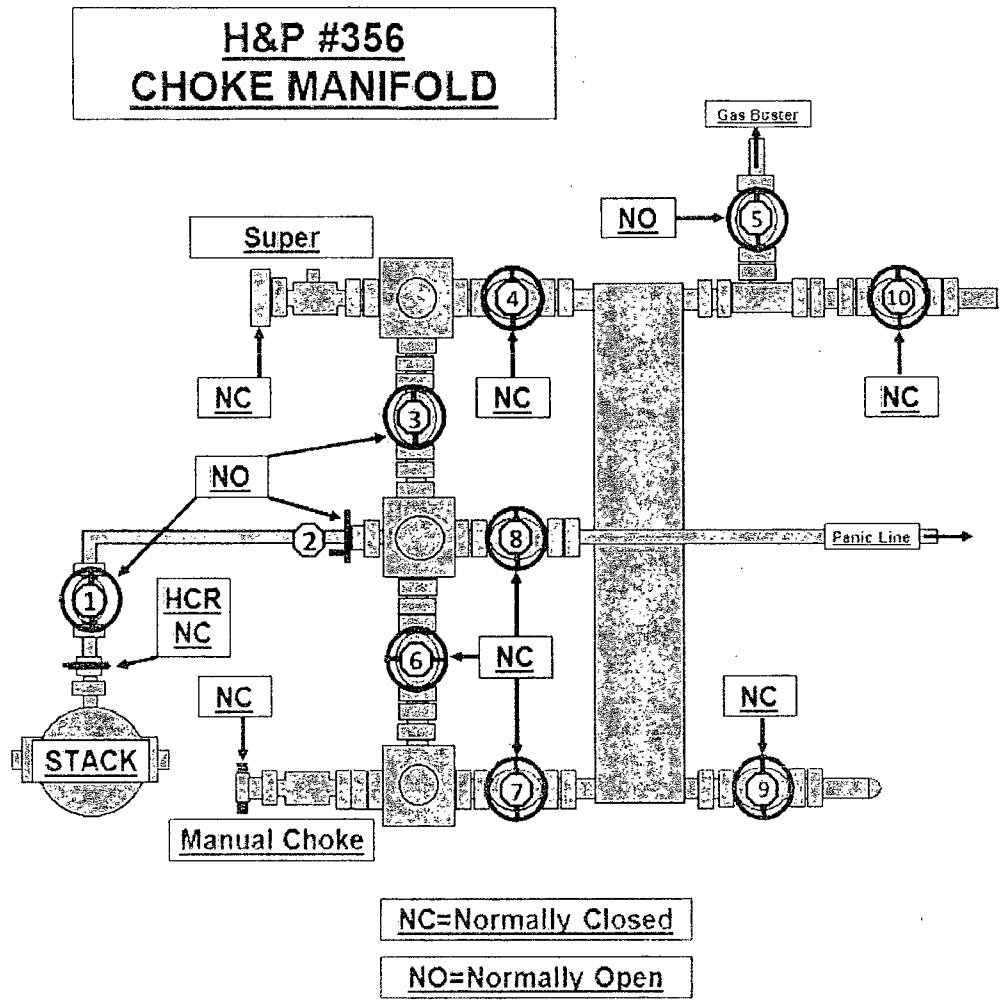 H&P #356
CHOKE MANIFOLD
Gas Buster
NO
5
Super
4
10
NC
NC
NC
3
NO
2
8
Panic Line
1
HCR
NC
6
NC
NC
NC
STACK
7
9
Manual Choke
NC=Normally Closed
NO=Normally Open